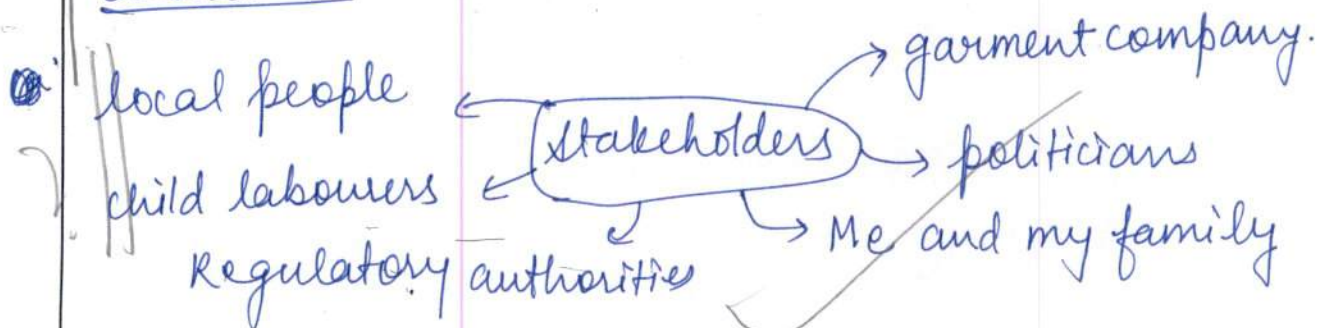 garment company.
local people
stakeholders
politicians
child labourers
Me and my family
Regulatory authorities